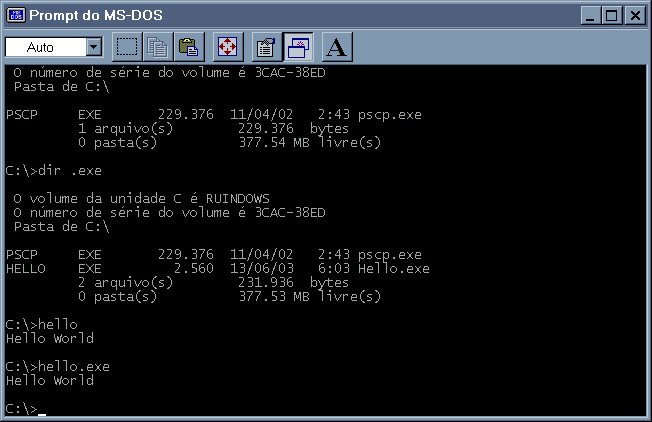 Prompt do MS-DOS
Auto
A
O número de série do volume é 3CAC-38ED
Pasta de C:\
PSCP EXE 229.376 11/04/02 2:43 pscp.exe
1 arquivo(s) 229.376 bytes
0 pasta(s) 377.54 MB livre(s)
C:\>dir .exe
O volume da unidade C é RUINDOWS
O número de série do volume é 3CAC-38ED
Pasta de C:\
PSCP EXE 229.376 11/04/02 2:43 pscp.exe
HELLO EXE 2.560 13/06/03 6:03 Hello.exe
2 arquivo(s) 231.936 bytes
0 pasta(s) 377.53 MB livre(s)
C:\>hello
Hello World
C:\>hello.exe
Hello World
C:\>_